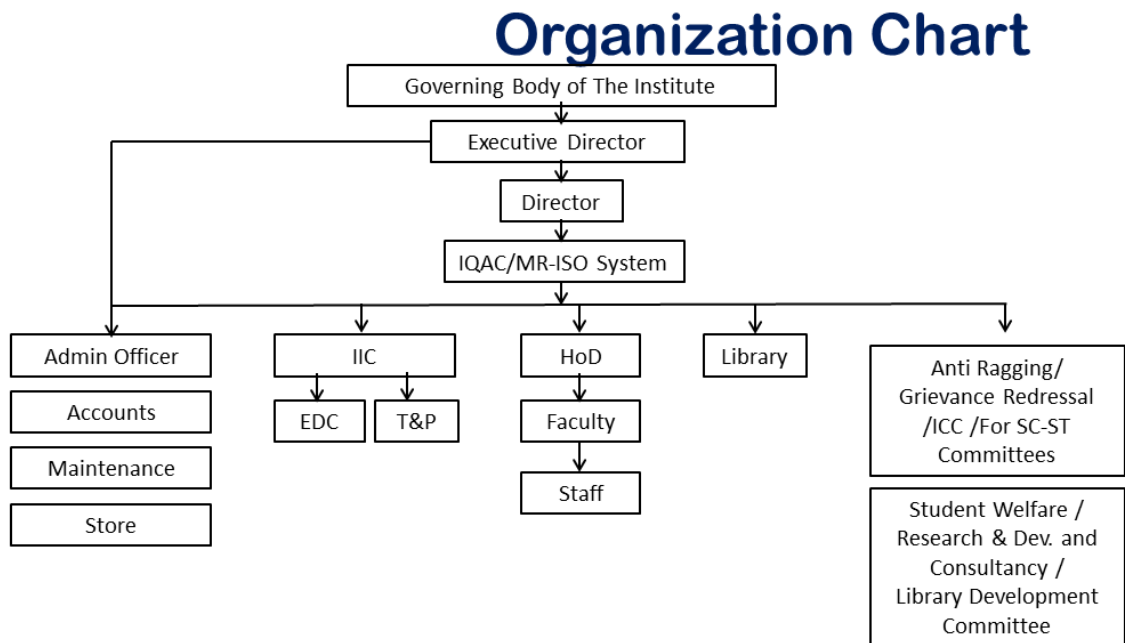 Organization Chart
Governing Body of The Institute
Executive Director
Director
IQAC/MR-ISO System
Admin Officer
IIC
HoD
Library
Anti Ragging/
Grievance Redressal
/ICC /For SC-ST
Committees
Accounts
EDC
T&P
Faculty
Maintenance
Staff
Store
Student Welfare /
Research & Dev. and
Consultancy /
Library Development
Committee